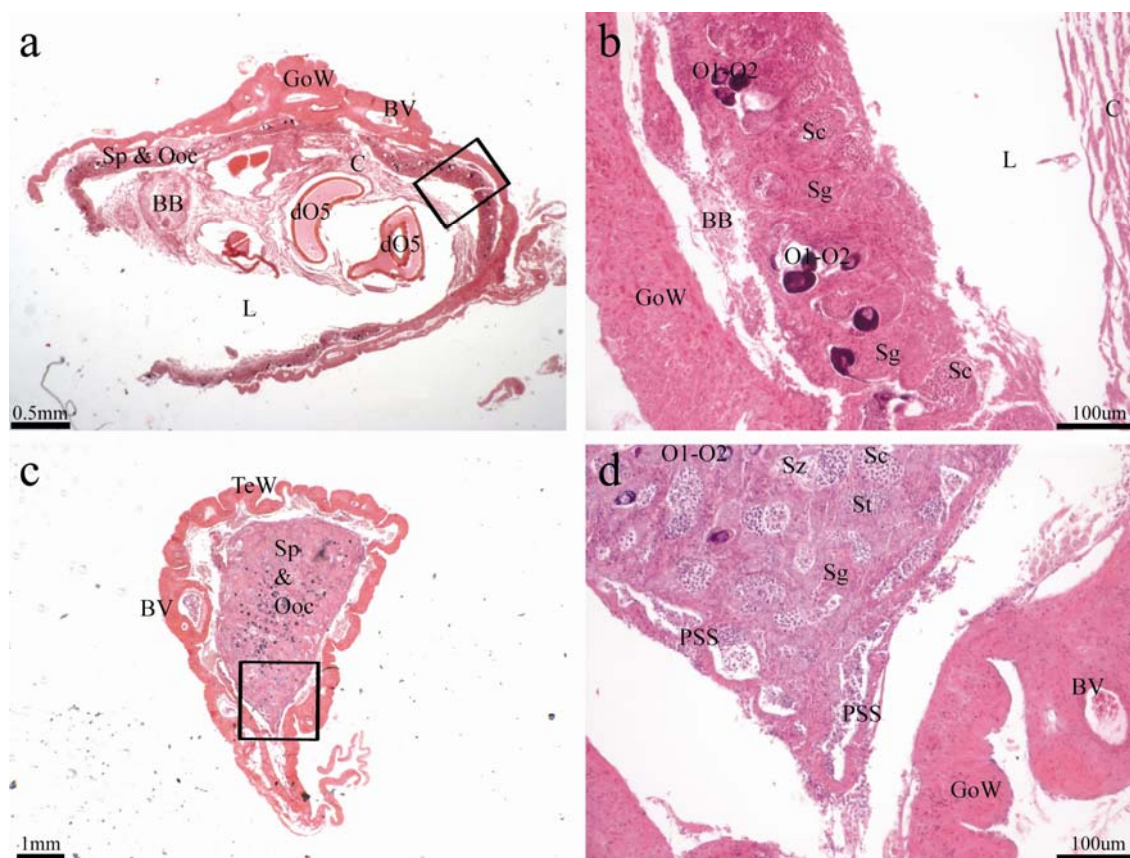 a
GoW
BV
Sp & Ooc
C
BB
dO5
dO5
L
0.5mm
b
O1-O2
Sc
C
L
Sg
BB
O1-O2
GoW
Sg
Sc
100um
c
TeW
Sp
&
Ooc
BV
1mm
d
O1-O2
Sz
Sc
St
Sg
PSS
PSS
BV
GoW
100um